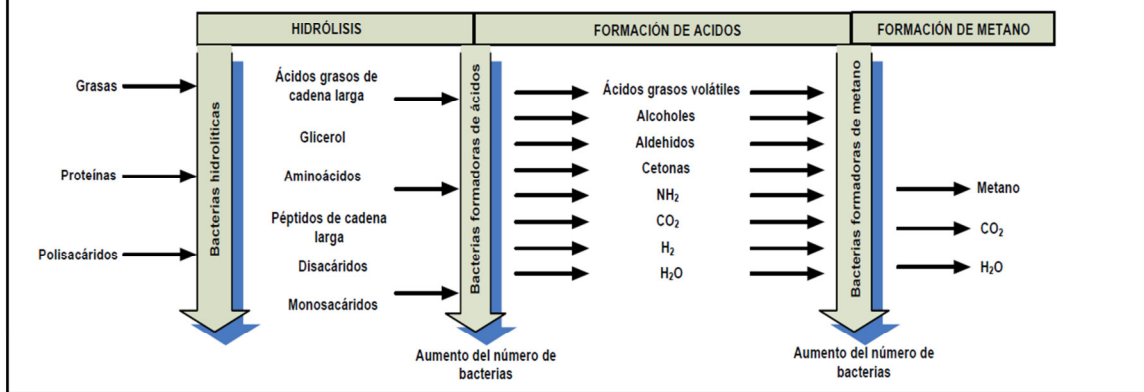 HIDRÓLISIS
FORMACIÓN DE ACIDOS
FORMACIÓN DE METANO
Grasas
Proteínas
Polisacáridos
Bacterias hidrolíticas
Ácidos grasos de
cadena larga
Glicerol
Aminoácidos
Péptidos de cadena
larga
Disacáridos
Monosacáridos
Bacterias formadoras de ácidos
Aumento del número de
bacterias
Ácidos grasos volátiles
Alcoholes
Aldehidos
Cetonas
NH₂
CO₂
H₂
H₂O
Bacterias formadoras de metano
Aumento del número de
bacterias
Metano
CO₂
H₂O